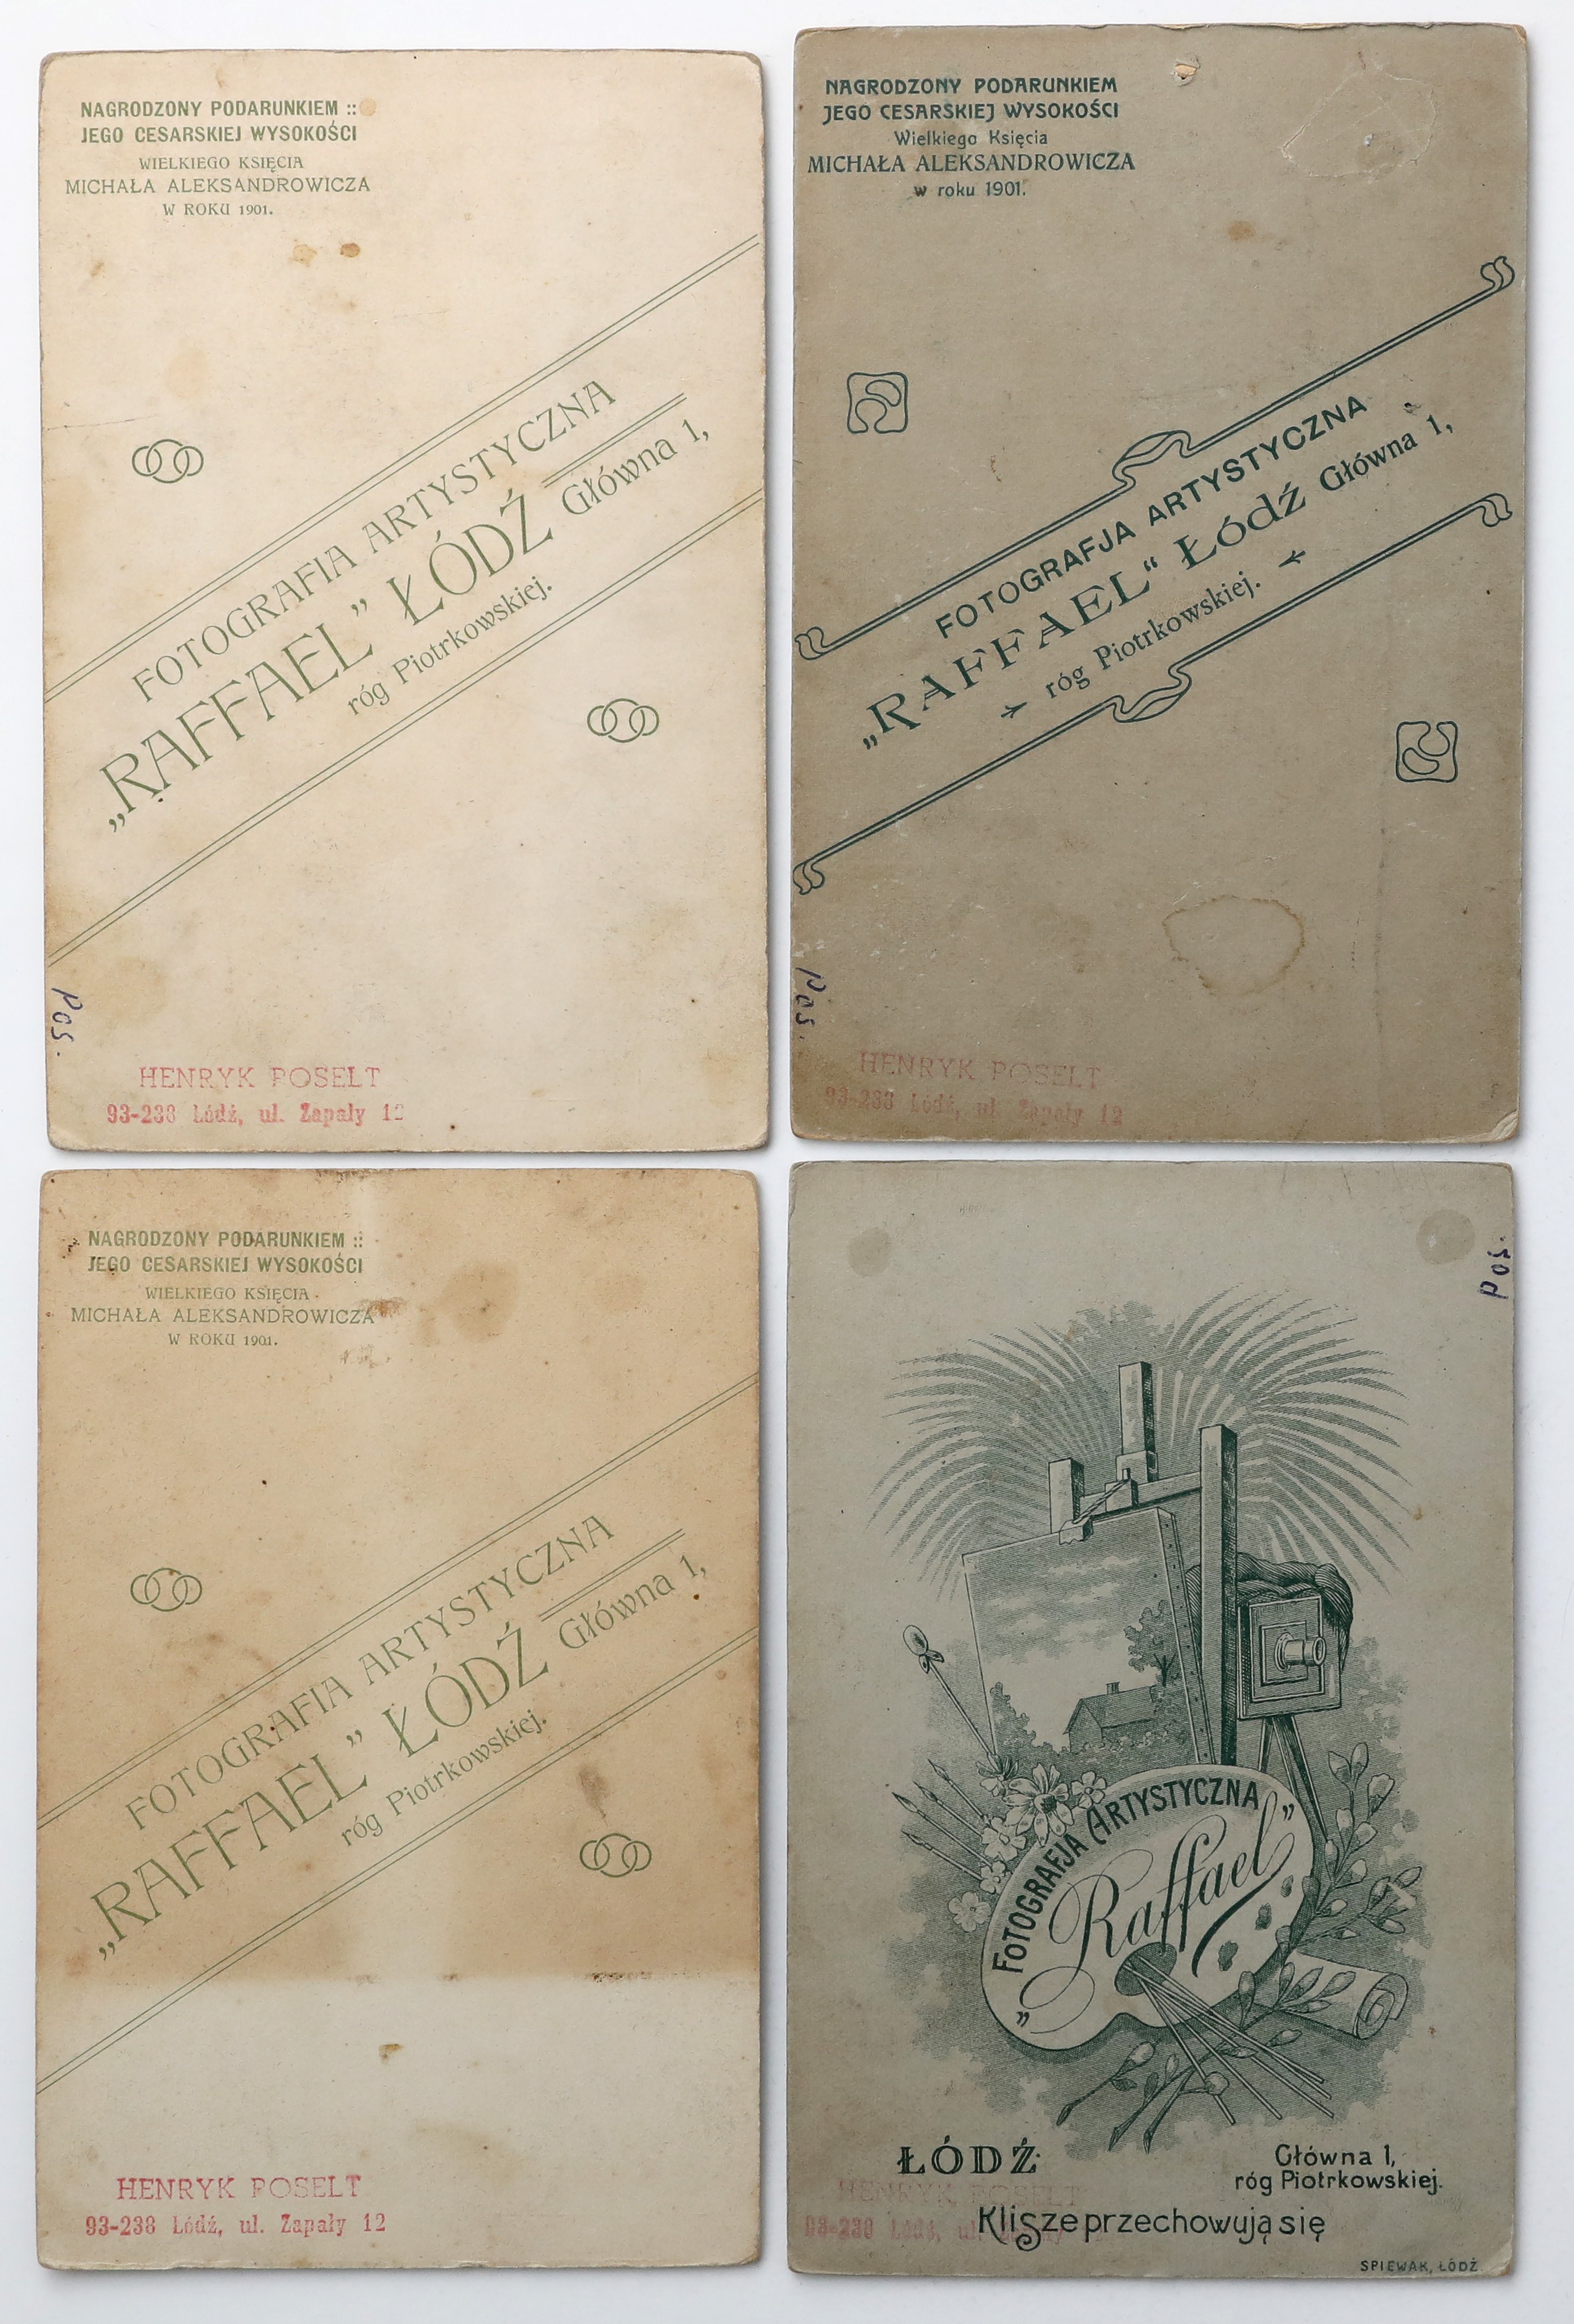 NAGRODZONY PODARUNKIEM ::
JEGO CESARSKIEJ WYSOKOŚCI
WIELKIEGO KSIĘCIA
MICHAŁA ALEKSANDROWICZA
W ROKU 1901.
FOTOGRAFIA ARTYSTYCZNA
„RAFFAEL” ŁÓDŹ Główna 1,
róg Piotrkowskiej.
Pos.
HENRYK POSELT
93-238 Łódź, ul. Zapały 12
NAGRODZONY PODARUNKIEM
JEGO CESARSKIEJ WYSOKOŚCI
Wielkiego Księcia
MICHAŁA ALEKSANDROWICZA
w roku 1901.
FOTOGRAFJA ARTYSTYCZNA
„RAFFAEL“ Łódź Główna 1,
róg Piotrkowskiej.
Pos.
HENRYK POSELT
93-238 Łódź, ul. Zapały 12
NAGRODZONY PODARUNKIEM ::
JEGO CESARSKIEJ WYSOKOŚCI
WIELKIEGO KSIĘCIA
MICHAŁA ALEKSANDROWICZA
W ROKU 1901.
FOTOGRAFIA ARTYSTYCZNA
„RAFFAEL” ŁÓDŹ Główna 1,
róg Piotrkowskiej.
HENRYK POSELT
93-238 Łódź, ul. Zapały 12
Pos.
FOTOGRAFJA ARTYSTYCZNA
„Raffael”
ŁÓDŹ
Główna 1,
róg Piotrkowskiej.
HENRYK POSELT
93-238 Łódź, ul.
Klisze przechowują się
SPIEWAK, ŁÓDŹ